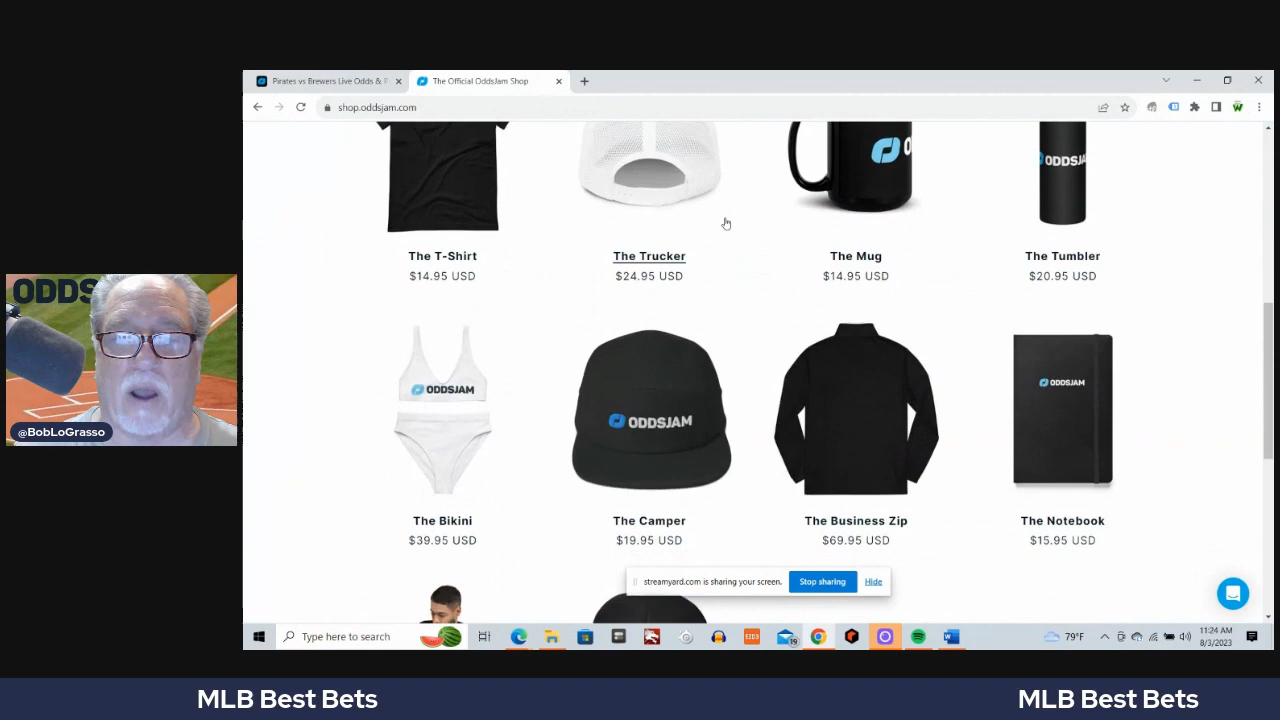 Pirates vs Brewers Live Odds & P
The Official OddsJam Shop
shop.oddsjam.com
ODDSJAM
The T-Shirt
$14.95 USD
The Trucker
$24.95 USD
The Mug
$14.95 USD
The Tumbler
$20.95 USD
ODDS
@BobLoGrasso
ODDSJAM
ODDSJAM
ODDSJAM
The Bikini
$39.95 USD
The Camper
$19.95 USD
The Business Zip
$69.95 USD
The Notebook
$15.95 USD
streamyard.com is sharing your screen.
Stop sharing
Hide
Type here to search
19
79°F
11:24 AM
8/3/2023
MLB Best Bets
MLB Best Bets